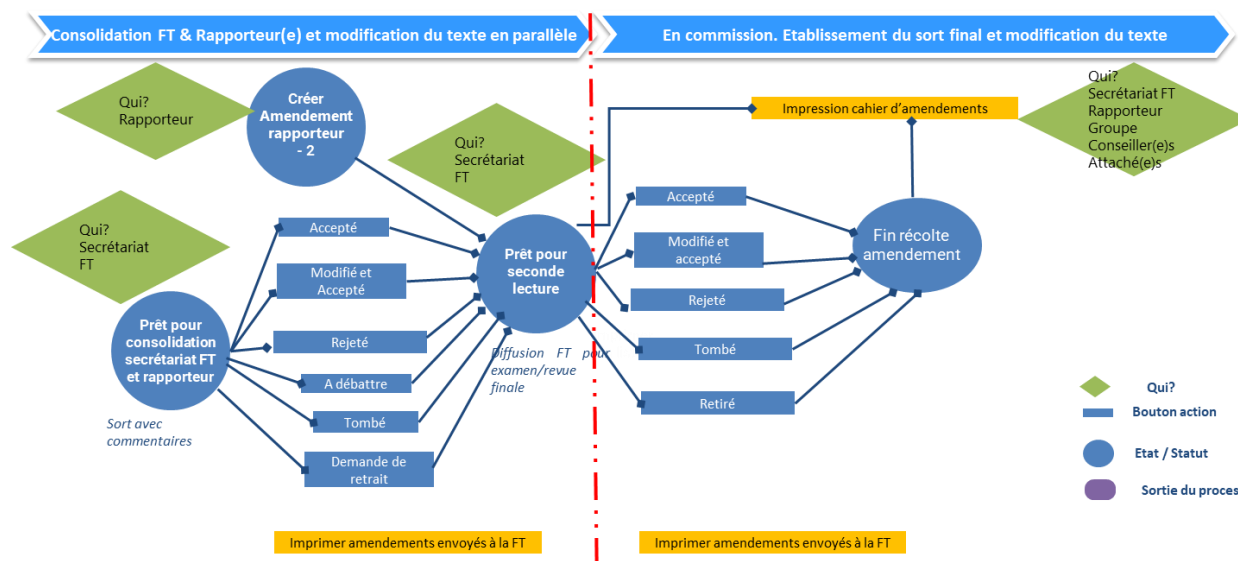 Consolidation FT & Rapporteur(e) et modification du texte en parallèle
En commission. Etablissement du sort final et modification du texte
Qui?
Rapporteur
Créer
Amendement
rapporteur
- 2
Qui?
Secrétariat
FT
Impression cahier d'amendements
Qui?
Secrétariat FT
Rapporteur
Groupe
Conseiller(e)s
Attaché(e)s
Qui?
Secrétariat
FT
Accepté
Modifié et
Accepté
Rejeté
A débattre
Tombé
Demande de
retrait
Prêt pour
consolidation
secrétariat FT
et rapporteur
Sort avec
commentaires
Prêt pour
seconde
lecture
Diffusion FT pour
examen/revue
finale
Accepté
Modifié et
accepté
Rejeté
Tombé
Retiré
Fin récolte
amendement
Qui?
Bouton action
Etat / Statut
Sortie du proces
Imprimer amendements envoyés à la FT
Imprimer amendements envoyés à la FT